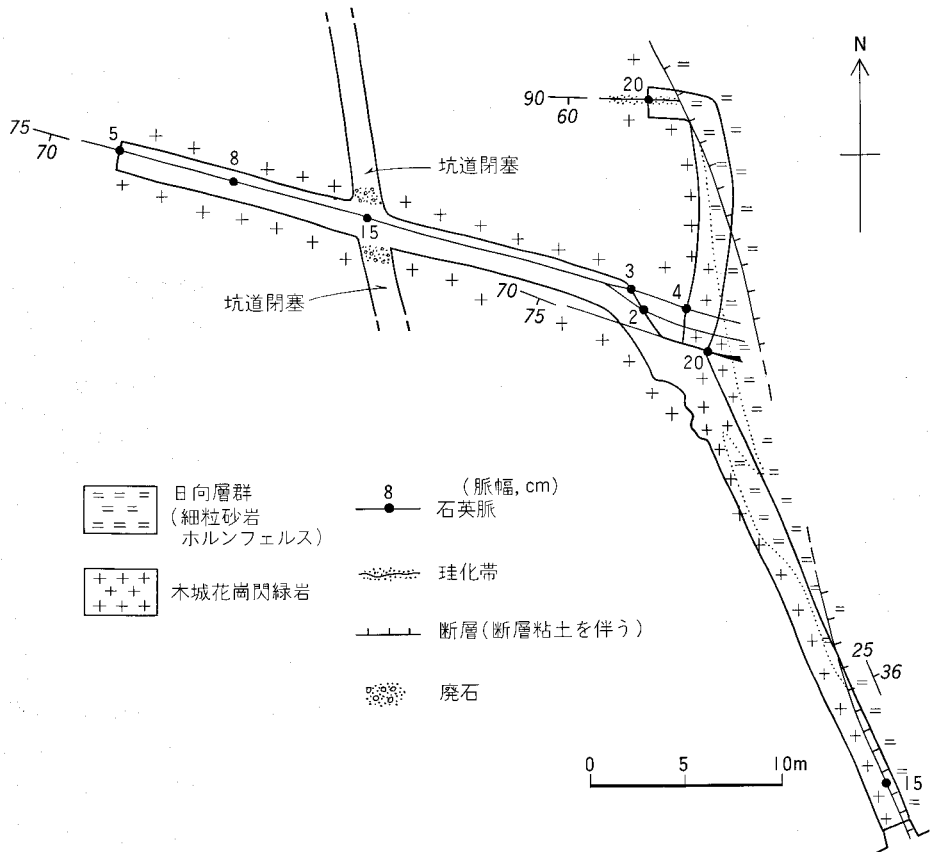 N
20
90
60
75
70
5
8
坑道閉塞
15
坑道閉塞
70
75
3
4
2
20
日向層群
(細粒砂岩
ホルンフェルス)
木城花崗閃緑岩
8 (脈幅, cm)
石英脈
珪化帯
断層(断層粘土を伴う)
廃石
25
36
0 5 10m
15